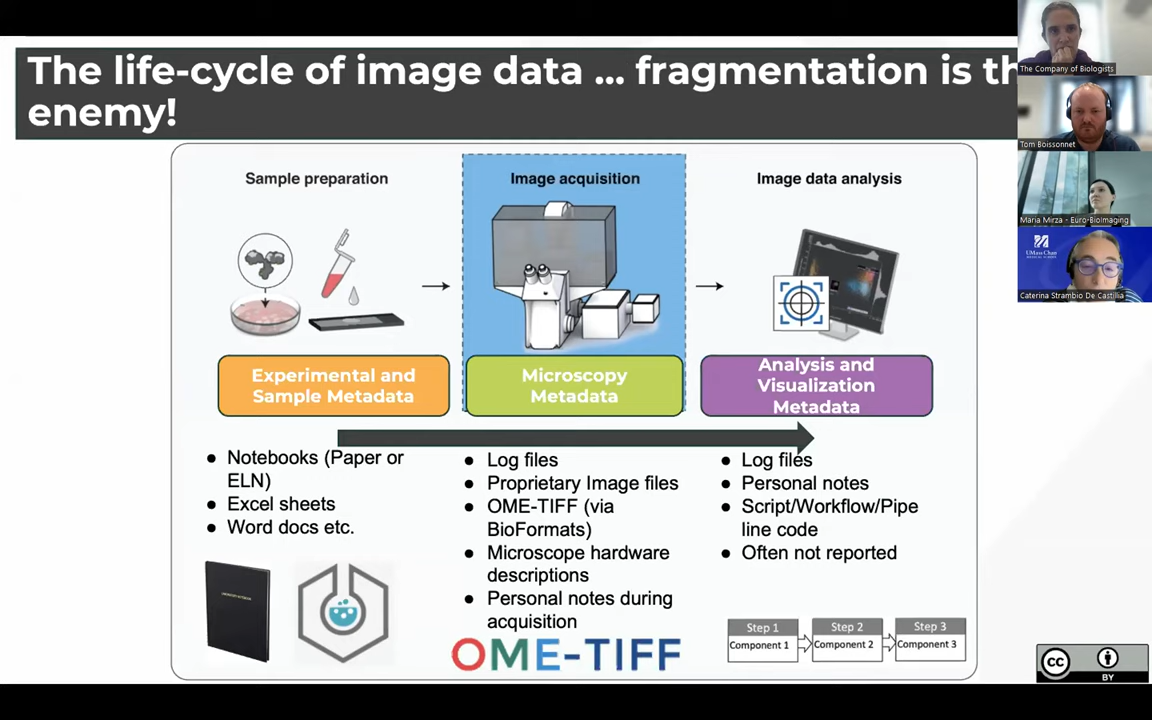 The life-cycle of image data ... fragmentation is th
enemy!
The Company of Biologists
Tom Boissonnet
Maria Mirza - Euro-BioImaging
UMass Chan
Caterina Strambio De Castillia
Sample preparation
Image acquisition
Image data analysis
Experimental and
Sample Metadata
Microscopy
Metadata
Analysis and
Visualization
Metadata
● Notebooks (Paper or
ELN)
● Excel sheets
● Word docs etc.
● Log files
● Proprietary Image files
● OME-TIFF (via
BioFormats)
● Microscope hardware
descriptions
● Personal notes during
acquisition
● Log files
● Personal notes
● Script/Workflow/Pipe
line code
● Often not reported
OME-TIFF
Step 1
Step 2
Step 3
Component 1
Component 2
Component 3
CC
BY